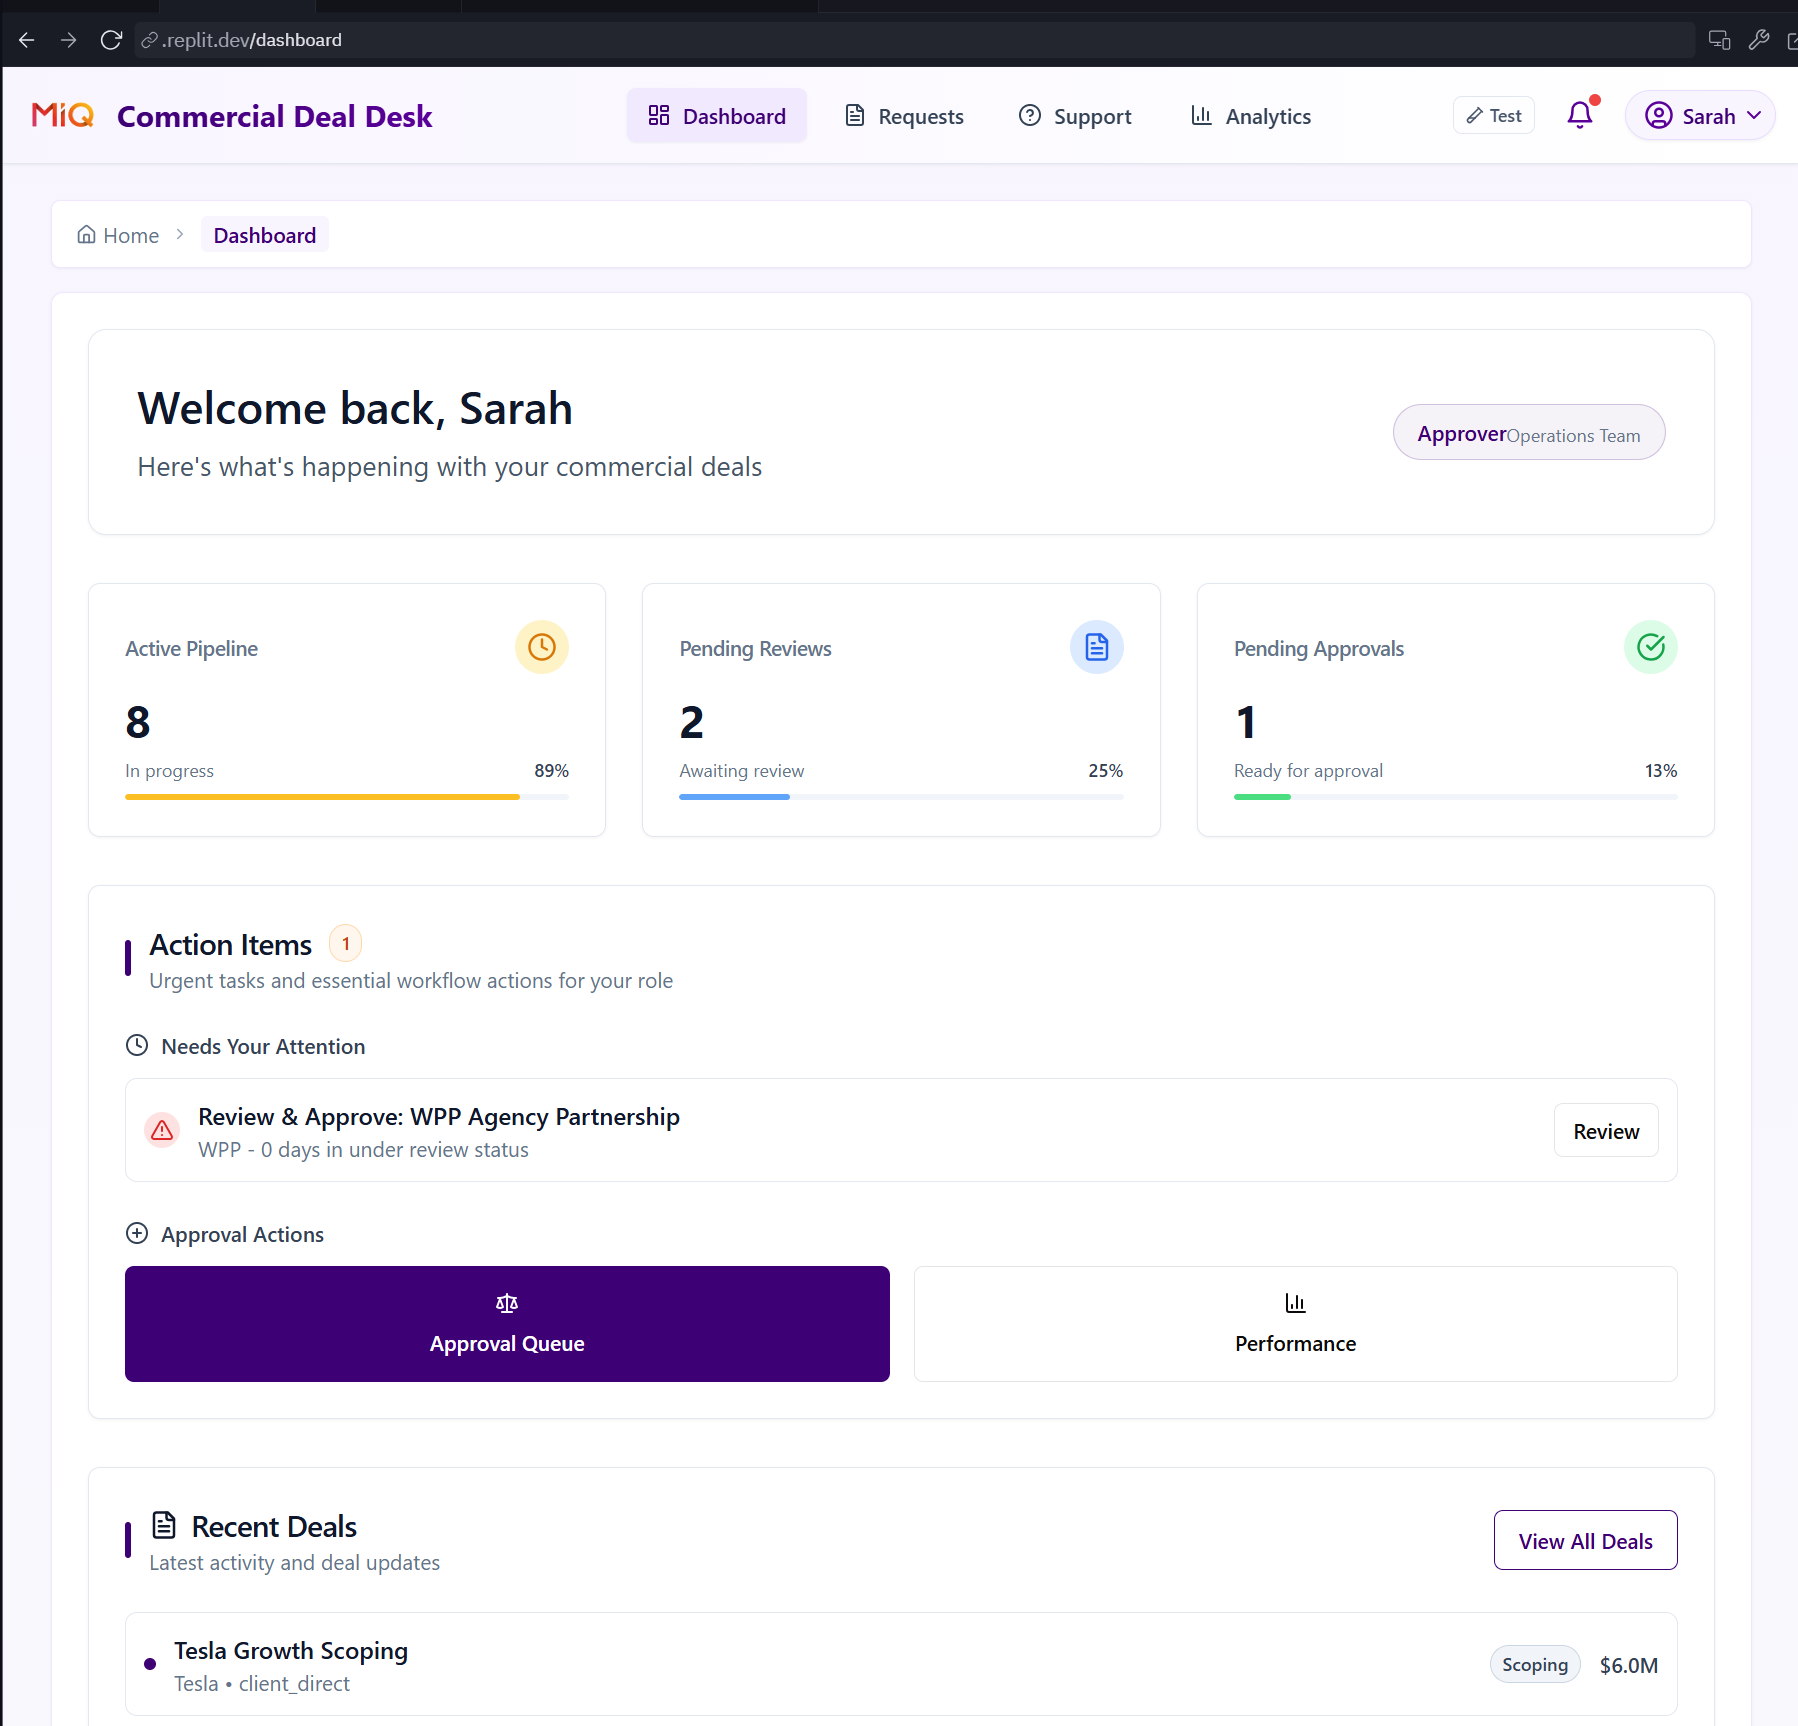 .replit.dev/dashboard
MiQ Commercial Deal Desk
Dashboard
Requests
Support
Analytics
Test
Sarah
Home
Dashboard
Welcome back, Sarah
Here's what's happening with your commercial deals
ApproverOperations Team
Active Pipeline
8
In progress 89%
Pending Reviews
2
Awaiting review 25%
Pending Approvals
1
Ready for approval 13%
Action Items 1
Urgent tasks and essential workflow actions for your role
Needs Your Attention
Review & Approve: WPP Agency Partnership
WPP - 0 days in under review status
Review
Approval Actions
Approval Queue
Performance
Recent Deals
Latest activity and deal updates
View All Deals
Tesla Growth Scoping
Tesla • client_direct
Scoping $6.0M